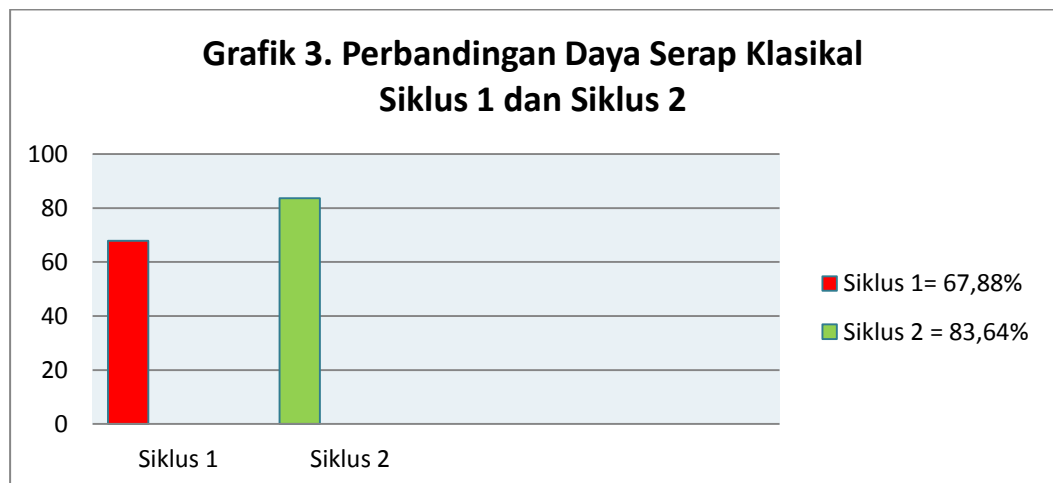 Grafik 3. Perbandingan Daya Serap Klasikal
Siklus 1 dan Siklus 2
100
80
60
40
20
0
Siklus 1
Siklus 2
Siklus 1= 67,88%
Siklus 2 = 83,64%